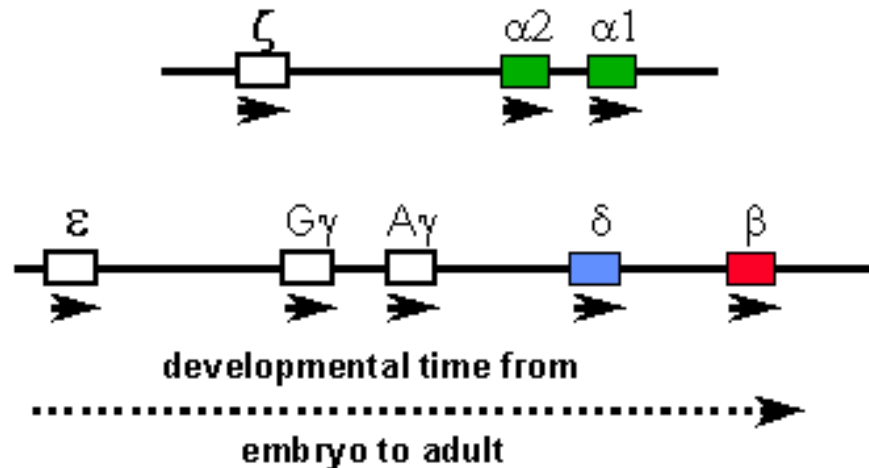 ζ α2 α1
ε Gγ Aγ δ β
developmental time from
embryo to adult